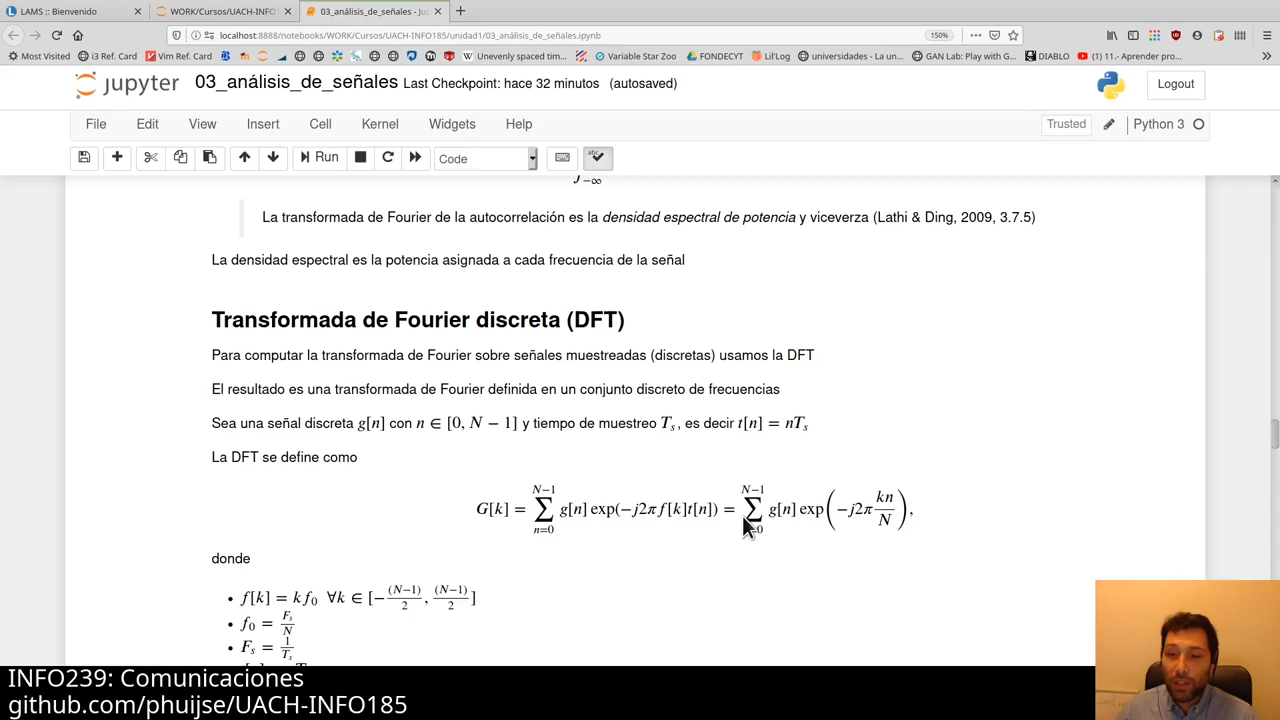 LAMS :: Bienvenido
WORK/Cursos/UACH-INFO1
03_análisis_de_señales - Jup
localhost:8888/notebooks/WORK/Cursos/UACH-INFO185/unidad1/03_análisis_de_señales.ipynb
150%
Most Visited i3 Ref. Card Vim Ref. Card Unevenly spaced tim... Variable Star Zoo FONDECYT Lil'Log universidades - La un... GAN Lab: Play with G... DIABLO (1) 11.- Aprender pro...
jupyter 03_análisis_de_señales Last Checkpoint: hace 32 minutos (autosaved)
Logout
File Edit View Insert Cell Kernel Widgets Help
Trusted Python 3
Run Code
∫−∞
La transformada de Fourier de la autocorrelación es la densidad espectral de potencia y viceverza (Lathi & Ding, 2009, 3.7.5)
La densidad espectral es la potencia asignada a cada frecuencia de la señal
Transformada de Fourier discreta (DFT)
Para computar la transformada de Fourier sobre señales muestreadas (discretas) usamos la DFT
El resultado es una transformada de Fourier definida en un conjunto discreto de frecuencias
Sea una señal discreta g[n] con n ∈ [0, N − 1] y tiempo de muestreo Ts, es decir t[n] = nTs
La DFT se define como
G[k] = ∑_{n=0}^{N−1} g[n] exp(−j2πf[k]t[n]) = ∑_{n=0}^{N−1} g[n] exp(−j2π kn/N),
donde
• f[k] = kf0 ∀k ∈ [−(N−1)/2, (N−1)/2]
• f0 = Fs/N
• Fs = 1/Ts
INFO239: Comunicaciones
github.com/phuijse/UACH-INFO185